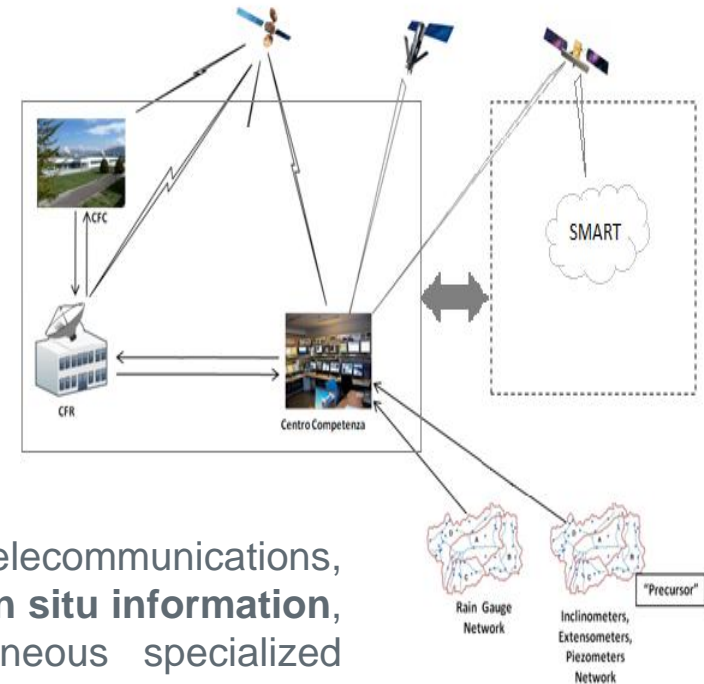 CFC
SMART
CFR
Centro Competenza
elecommunications,
n situ information,
neous specialized
Rain Gauge
Network
Inclinometers,
Extensometers,
Piezometers
Network
"Precursor"